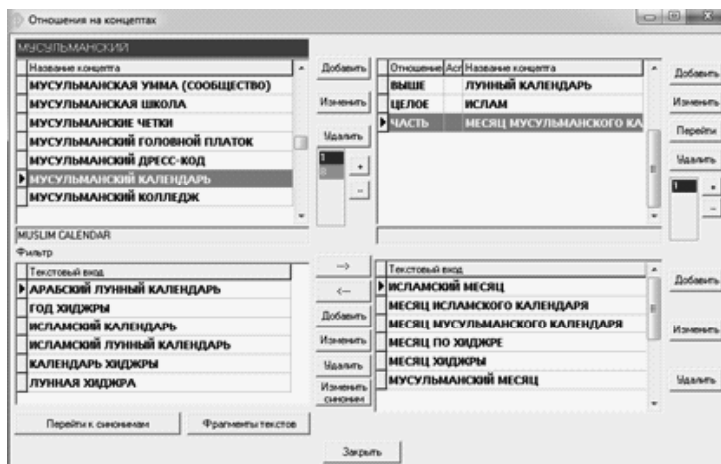 Отношения на концептах
МУСУЛЬМАНСКИЙ
Название концепта
МУСУЛЬМАНСКАЯ УММА (СООБЩЕСТВО)
МУСУЛЬМАНСКАЯ ШКОЛА
МУСУЛЬМАНСКИЕ ЧЕТКИ
МУСУЛЬМАНСКИЙ ГОЛОВНОЙ ПЛАТОК
МУСУЛЬМАНСКИЙ ДРЕСС-КОД
МУСУЛЬМАНСКИЙ КАЛЕНДАРЬ
МУСУЛЬМАНСКИЙ КОЛЛЕДЖ
MUSLIM CALENDAR
Добавить
Изменить
Удалить
1
+
-
Отношение Асг Название концепта
ВЫШЕ ЛУННЫЙ КАЛЕНДАРЬ
ЦЕЛОЕ ИСЛАМ
ЧАСТЬ МЕСЯЦ МУСУЛЬМАНСКОГО КА
Добавить
Изменить
Перейти
Удалить
1
+
-
Фильтр
Текстовый вход
АРАБСКИЙ ЛУННЫЙ КАЛЕНДАРЬ
ГОД ХИДЖРЫ
ИСЛАМСКИЙ КАЛЕНДАРЬ
ИСЛАМСКИЙ ЛУННЫЙ КАЛЕНДАРЬ
КАЛЕНДАРЬ ХИДЖРЫ
ЛУННАЯ ХИДЖРА
-->
<--
Добавить
Изменить
Удалить
Изменить
синоним
Текстовый вход
ИСЛАМСКИЙ МЕСЯЦ
МЕСЯЦ ИСЛАМСКОГО КАЛЕНДАРЯ
МЕСЯЦ МУСУЛЬМАНСКОГО КАЛЕНДАРЯ
МЕСЯЦ ПО ХИДЖРЕ
МЕСЯЦ ХИДЖРЫ
МУСУЛЬМАНСКИЙ МЕСЯЦ
Добавить
Изменить
Удалить
Перейти к синонимам
Фрагменты текстов
Закрыть